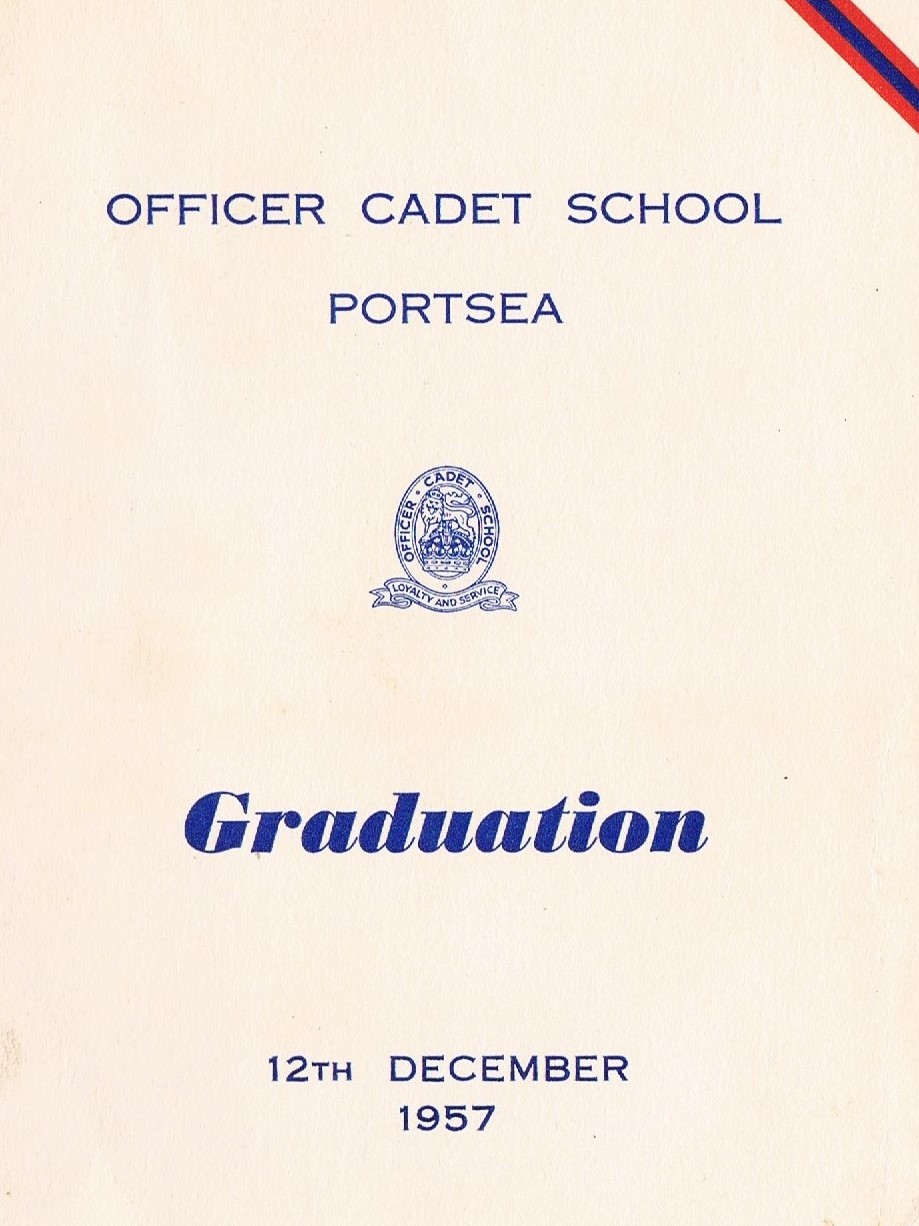 OFFICER CADET SCHOOL
PORTSEA
OFFICER • CADET • SCHOOL
LOYALTY AND SERVICE
Graduation
12TH DECEMBER
1957